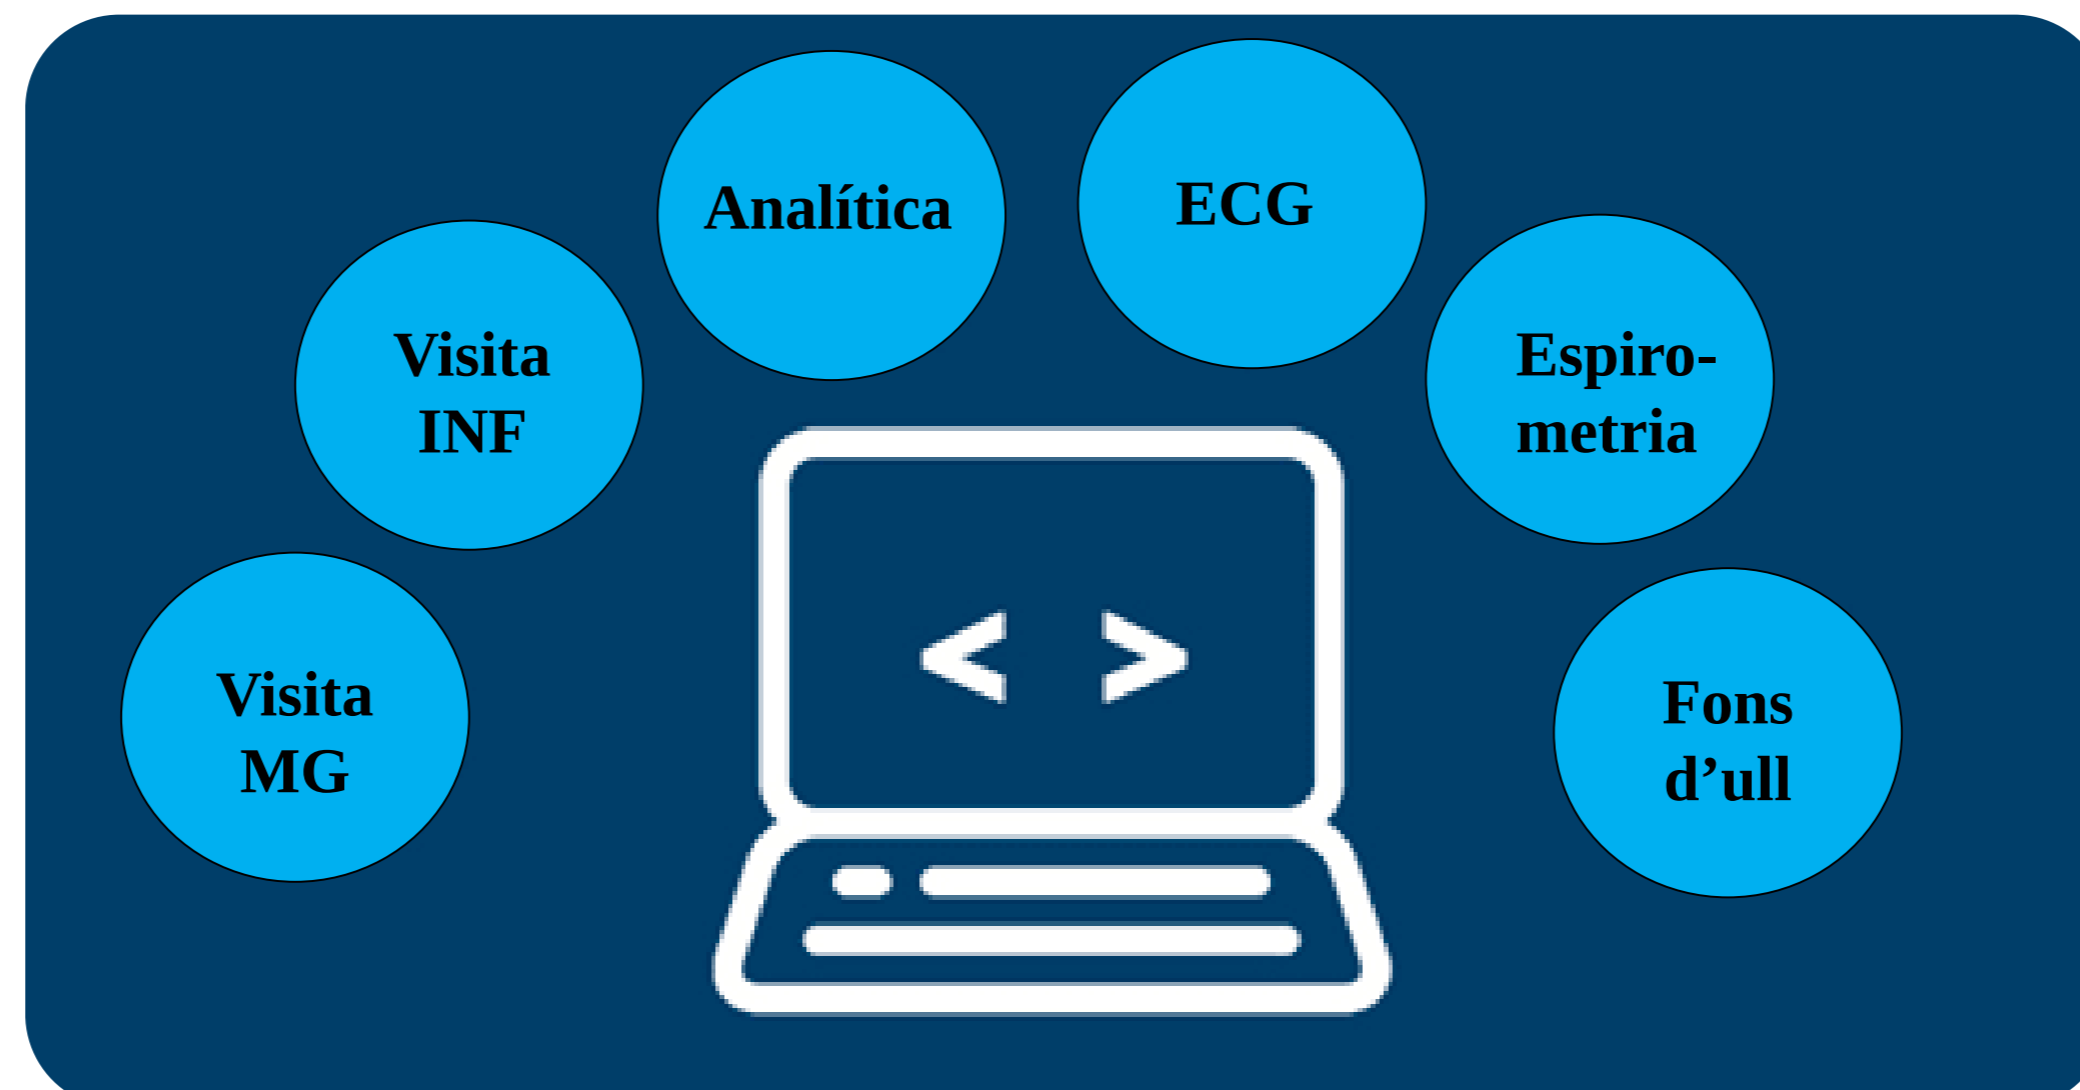 Analítica
ECG
Visita
INF
Espiro-
metria
Visita
MG
Fons
d’ull
< >